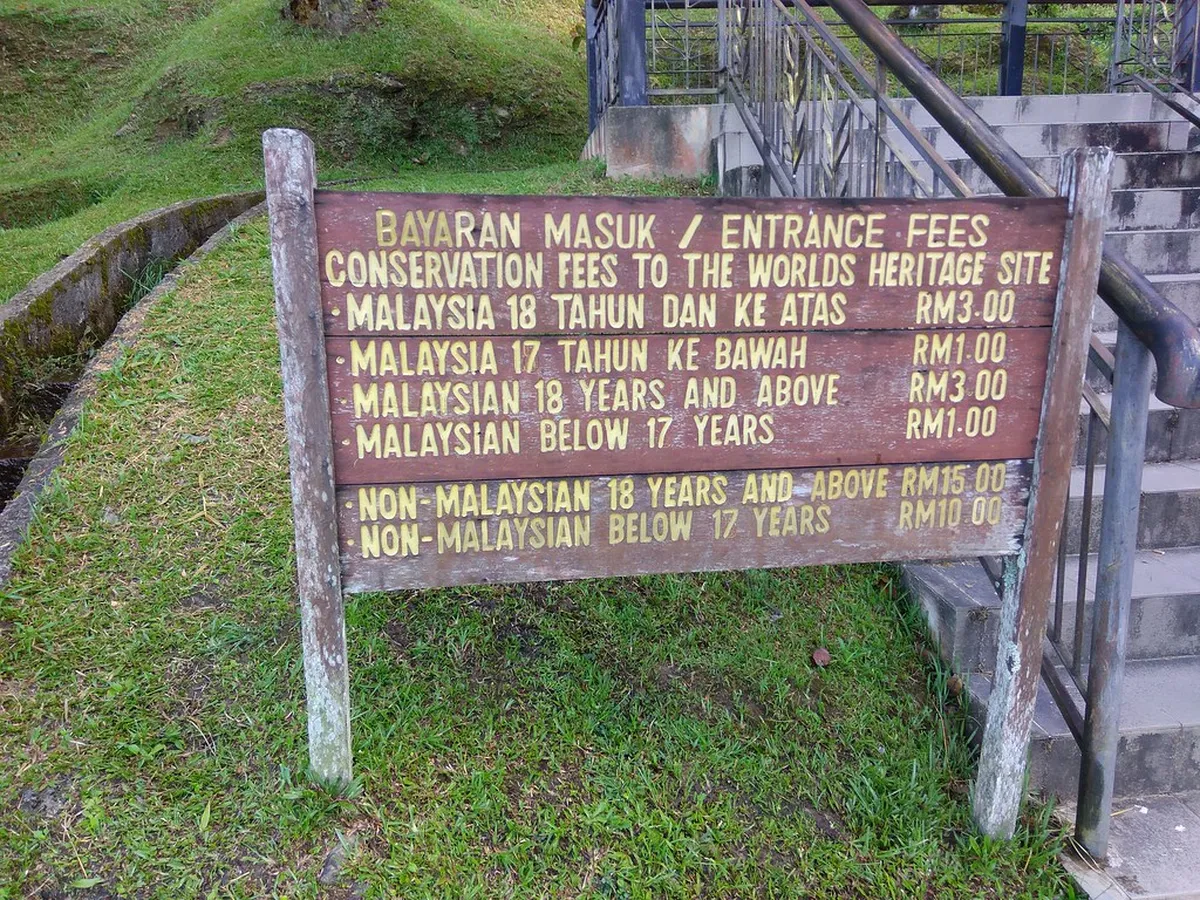 BAYARAN MASUK / ENTRANCE FEES
CONSERVATION FEES TO THE WORLDS HERITAGE SITE
· MALAYSIA 18 TAHUN DAN KE ATAS RM3.00
· MALAYSIA 17 TAHUN KE BAWAH RM1.00
· MALAYSIAN 18 YEARS AND ABOVE RM3.00
· MALAYSIAN BELOW 17 YEARS RM1.00
· NON-MALAYSIAN 18 YEARS AND ABOVE RM15.00
· NON-MALAYSIAN BELOW 17 YEARS RM10.00